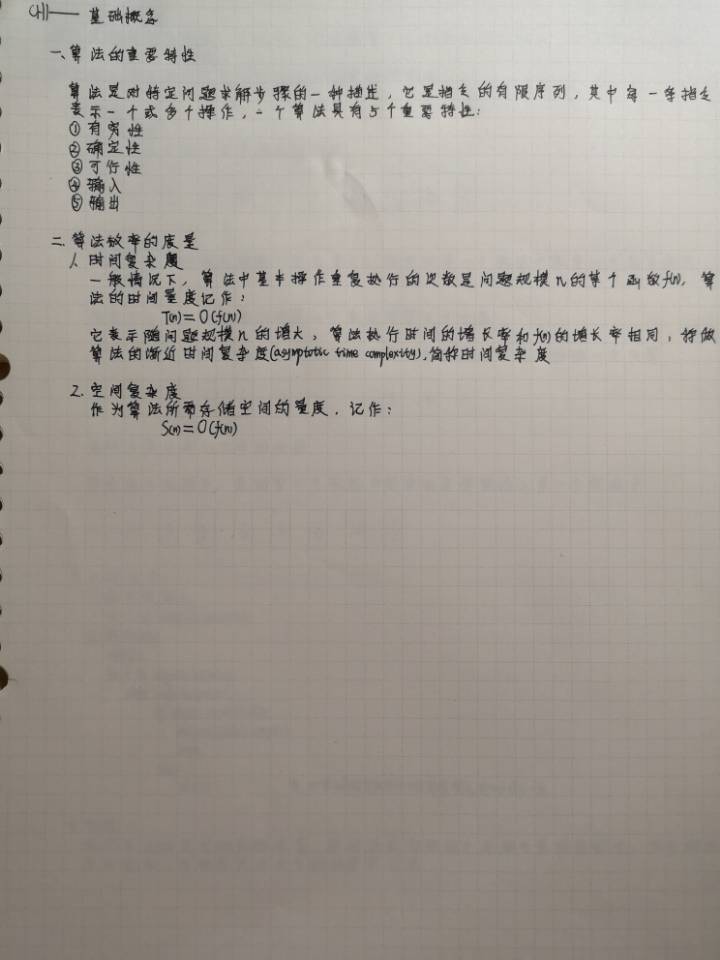 CH1—— 基础概念
一、算法的重要特性
算法是对特定问题求解步骤的一种描述，它是指令的有限序列，其中每一条指令
表示一个或多个操作，一个算法具有5个重要特性：
① 有穷性
② 确定性
③ 可行性
④ 输入
⑤ 输出
二、算法效率的度量
1. 时间复杂度
一般情况下，算法中基本操作重复执行的次数是问题规模n的某个函数f(n)，算
法的时间量度记作：
T(n)=O(f(n))
它表示随问题规模n的增大，算法执行时间的增长率和f(n)的增长率相同，称做
算法的渐近时间复杂度(asymptotic time complexity)，简称时间复杂度
2. 空间复杂度
作为算法所需存储空间的量度，记作：
S(n)=O(f(n))